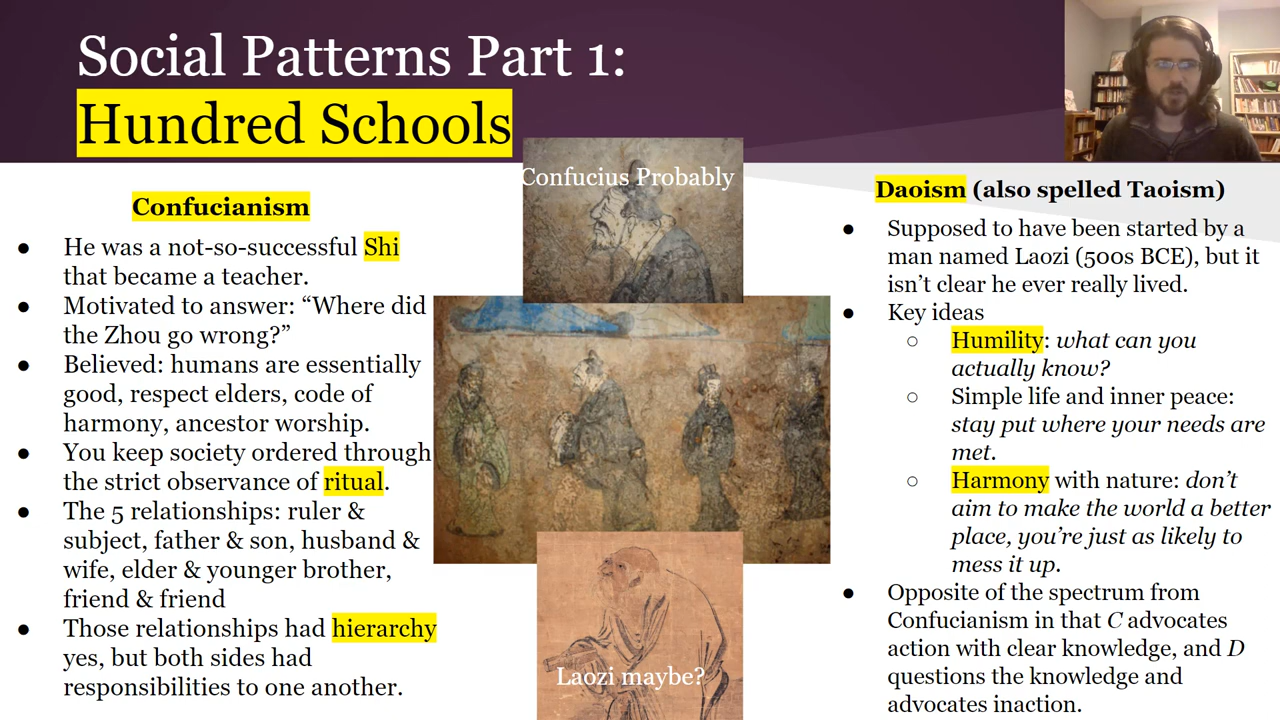 Social Patterns Part 1:
Hundred Schools
Confucianism
● He was a not-so-successful Shi
that became a teacher.
● Motivated to answer: “Where did
the Zhou go wrong?”
● Believed: humans are essentially
good, respect elders, code of
harmony, ancestor worship.
● You keep society ordered through
the strict observance of ritual.
● The 5 relationships: ruler &
subject, father & son, husband &
wife, elder & younger brother,
friend & friend
● Those relationships had hierarchy
yes, but both sides had
responsibilities to one another.
Confucius Probably
Laozi maybe?
Daoism (also spelled Taoism)
● Supposed to have been started by a
man named Laozi (500s BCE), but it
isn’t clear he ever really lived.
● Key ideas
○ Humility: what can you
actually know?
○ Simple life and inner peace:
stay put where your needs are
met.
○ Harmony with nature: don’t
aim to make the world a better
place, you’re just as likely to
mess it up.
● Opposite of the spectrum from
Confucianism in that C advocates
action with clear knowledge, and D
questions the knowledge and
advocates inaction.